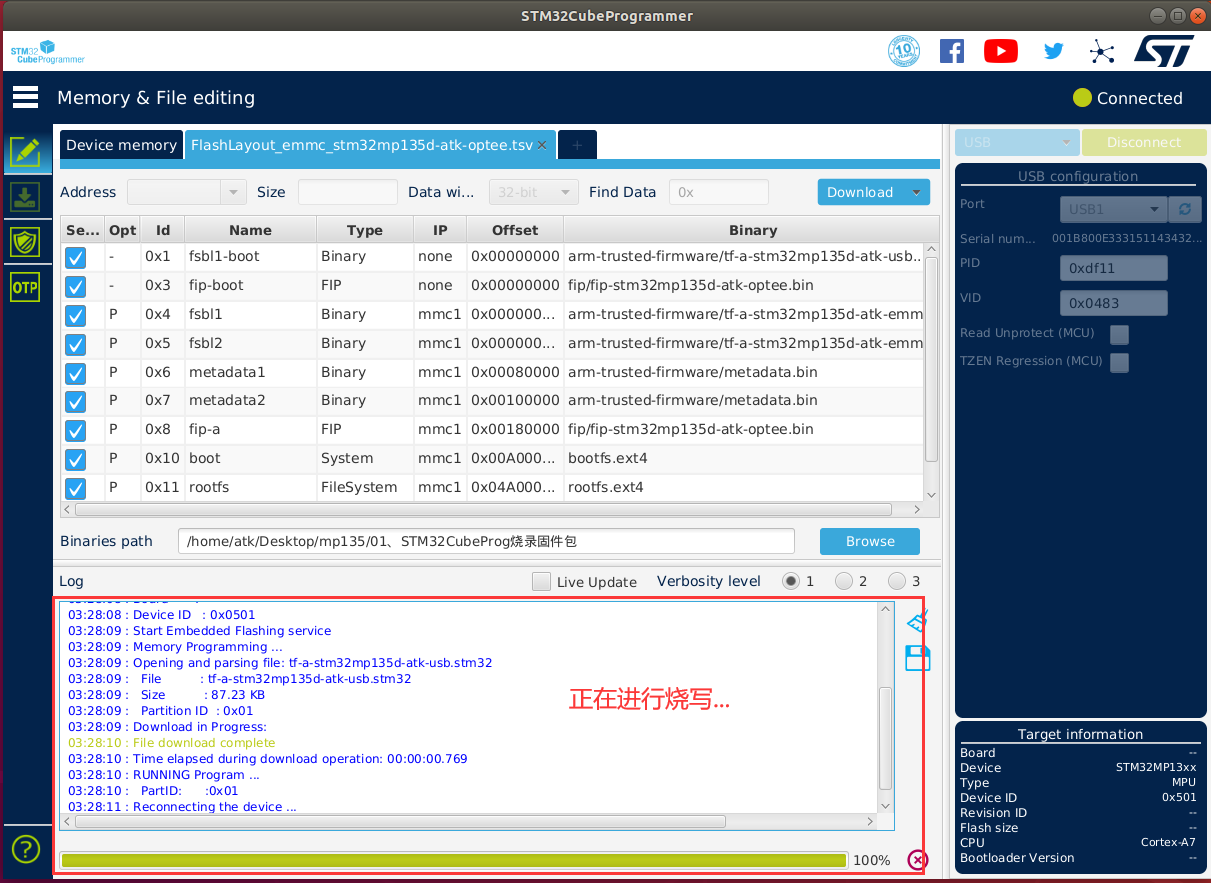 STM32CubeProgrammer
STM32
CubeProgrammer
10
Memory & File editing
Connected
Device memory
FlashLayout_emmc_stm32mp135d-atk-optee.tsv
USB
Disconnect
Address
Size
Data wi...
32-bit
Find Data
0x
Download
USB configuration
Port
USB1
Serial num...
001B800E333151143432...
PID
0xdf11
VID
0x0483
Read Unprotect (MCU)
TZEN Regression (MCU)
OTP
Se... Opt Id Name Type IP Offset Binary
- 0x1 fsbl1-boot Binary none 0x00000000 arm-trusted-firmware/tf-a-stm32mp135d-atk-usb..
- 0x3 fip-boot FIP none 0x00000000 fip/fip-stm32mp135d-atk-optee.bin
P 0x4 fsbl1 Binary mmc1 0x000000... arm-trusted-firmware/tf-a-stm32mp135d-atk-emm
P 0x5 fsbl2 Binary mmc1 0x000000... arm-trusted-firmware/tf-a-stm32mp135d-atk-emm
P 0x6 metadata1 Binary mmc1 0x00080000 arm-trusted-firmware/metadata.bin
P 0x7 metadata2 Binary mmc1 0x00100000 arm-trusted-firmware/metadata.bin
P 0x8 fip-a FIP mmc1 0x00180000 fip/fip-stm32mp135d-atk-optee.bin
P 0x10 boot System mmc1 0x00A000... bootfs.ext4
P 0x11 rootfs FileSystem mmc1 0x04A000... rootfs.ext4
Binaries path
/home/atk/Desktop/mp135/01、STM32CubeProg烧录固件包
Browse
Log
Live Update
Verbosity level
1
2
3
03:28:08 : Device ID : 0x0501
03:28:09 : Start Embedded Flashing service
03:28:09 : Memory Programming ...
03:28:09 : Opening and parsing file: tf-a-stm32mp135d-atk-usb.stm32
03:28:09 : File : tf-a-stm32mp135d-atk-usb.stm32
03:28:09 : Size : 87.23 KB
03:28:09 : Partition ID : 0x01
03:28:09 : Download in Progress:
03:28:10 : File download complete
03:28:10 : Time elapsed during download operation: 00:00:00.769
03:28:10 : RUNNING Program ...
03:28:10 : PartID: :0x01
03:28:11 : Reconnecting the device ...
正在进行烧写...
100%
Target information
Board --
Device STM32MP13xx
Type MPU
Device ID 0x501
Revision ID --
Flash size --
CPU Cortex-A7
Bootloader Version --